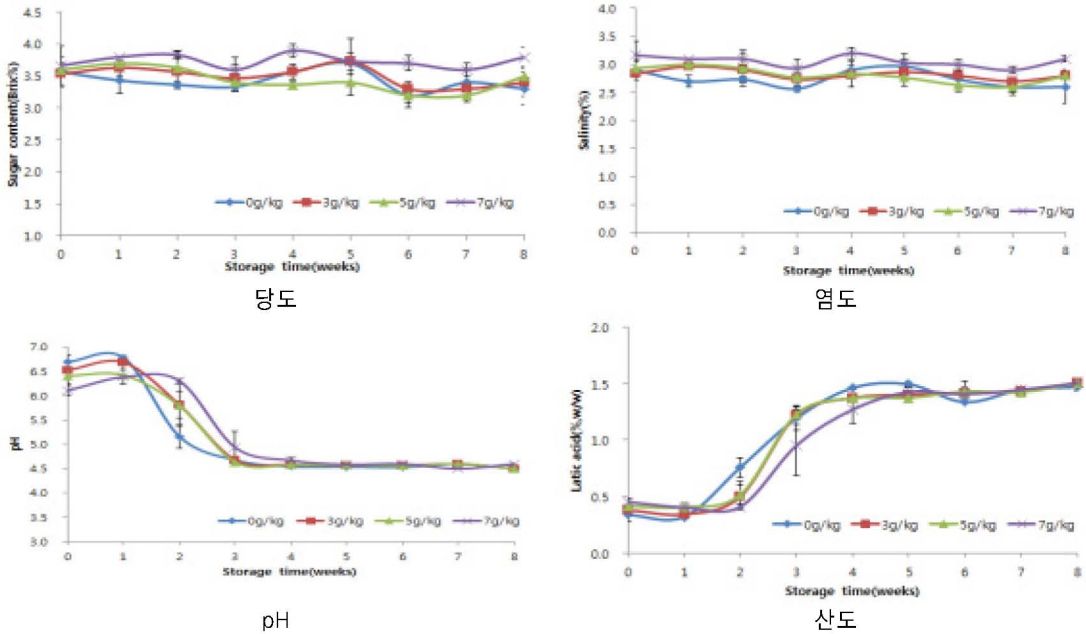 Sugar content(Brix%)
4.5
4.0
3.5
3.0
2.5
2.0
1.5
1.0
0g/kg 3g/kg 5g/kg 7g/kg
0 1 2 3 4 5 6 7 8
Storage time(weeks)
당도
Salinity(%)
4.0
3.5
3.0
2.5
2.0
1.5
1.0
0.5
0.0
0g/kg 3g/kg 5g/kg 7g/kg
0 1 2 3 4 5 6 7 8
Storage time(weeks)
염도
pH
7.0
6.5
6.0
5.5
5.0
4.5
4.0
3.5
3.0
0g/kg 3g/kg 5g/kg 7g/kg
0 1 2 3 4 5 6 7 8
Storage time(weeks)
pH
Latic acid(%,w/w)
2.0
1.5
1.0
0.5
0.0
0g/kg 3g/kg 5g/kg 7g/kg
0 1 2 3 4 5 6 7 8
Storage time(weeks)
산도